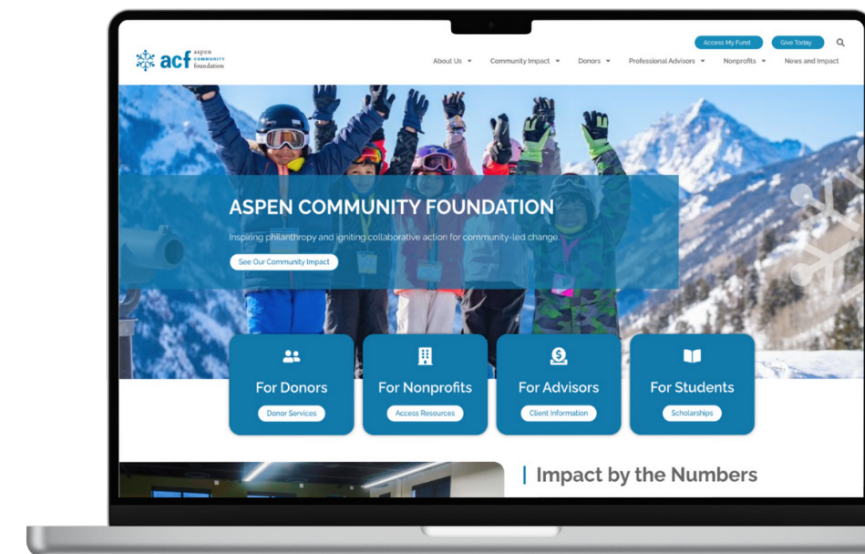 Access My Fund Give Today
acf aspen
COMMUNITY
foundation
About Us Community Impact Donors Professional Advisors Nonprofits News and Impact
ASPEN COMMUNITY FOUNDATION
Inspiring philanthropy and igniting collaborative action for community-led change.
See Our Community Impact
For Donors
Donor Services
For Nonprofits
Access Resources
For Advisors
Client Information
For Students
Scholarships
Impact by the Numbers